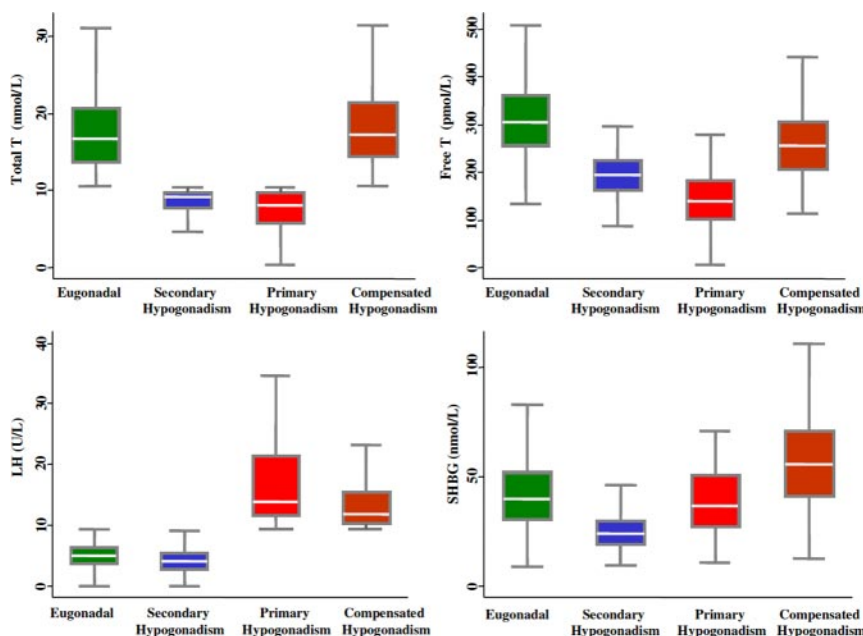 Total T (nmol/L)
30
20
10
0
Eugonadal Secondary Primary Compensated
Hypogonadism Hypogonadism Hypogonadism
Free T (pmol/L)
500
400
300
200
100
0
Eugonadal Secondary Primary Compensated
Hypogonadism Hypogonadism Hypogonadism
LH (U/L)
40
30
20
10
0
Eugonadal Secondary Primary Compensated
Hypogonadism Hypogonadism Hypogonadism
SHBG (nmol/L)
100
50
0
Eugonadal Secondary Primary Compensated
Hypogonadism Hypogonadism Hypogonadism